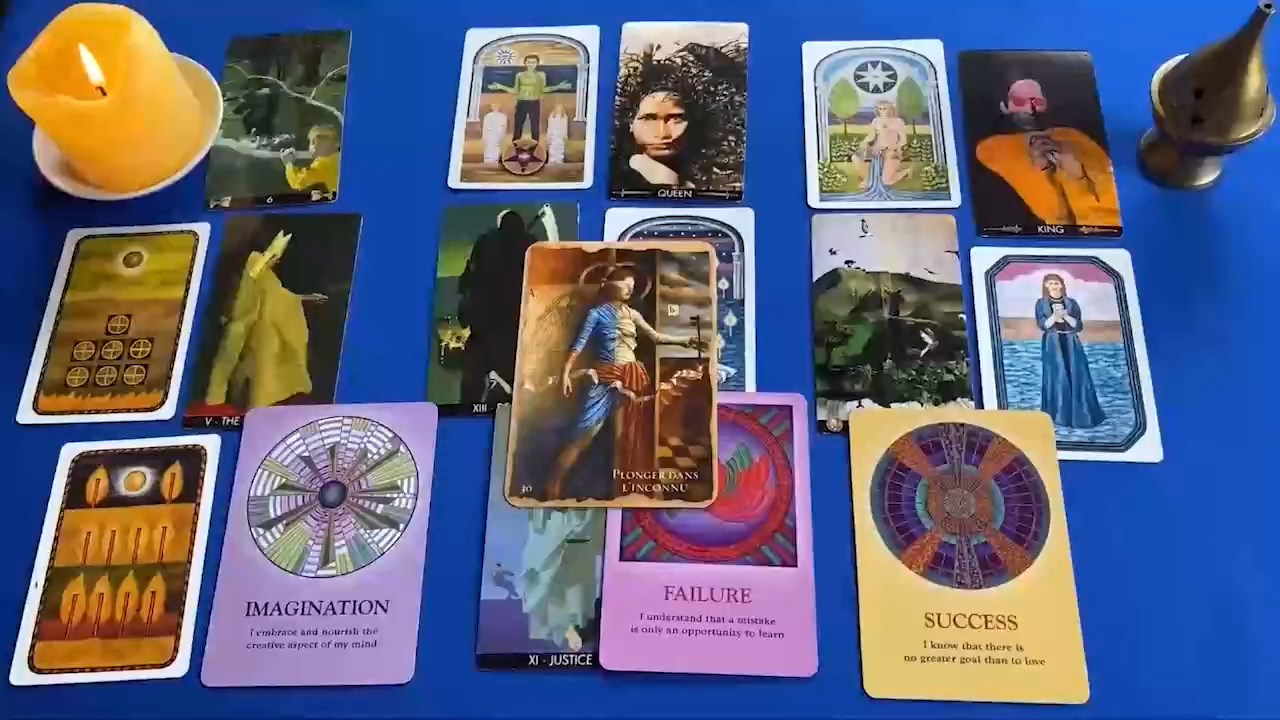 6
QUEEN
KING
V - THE
XIII -
30
PLONGER DANS
L'INCONNU
IMAGINATION
I embrace and nourish the
creative aspect of my mind
XI - JUSTICE
FAILURE
I understand that a mistake
is only an opportunity to learn
SUCCESS
I know that there is
no greater goal than to love